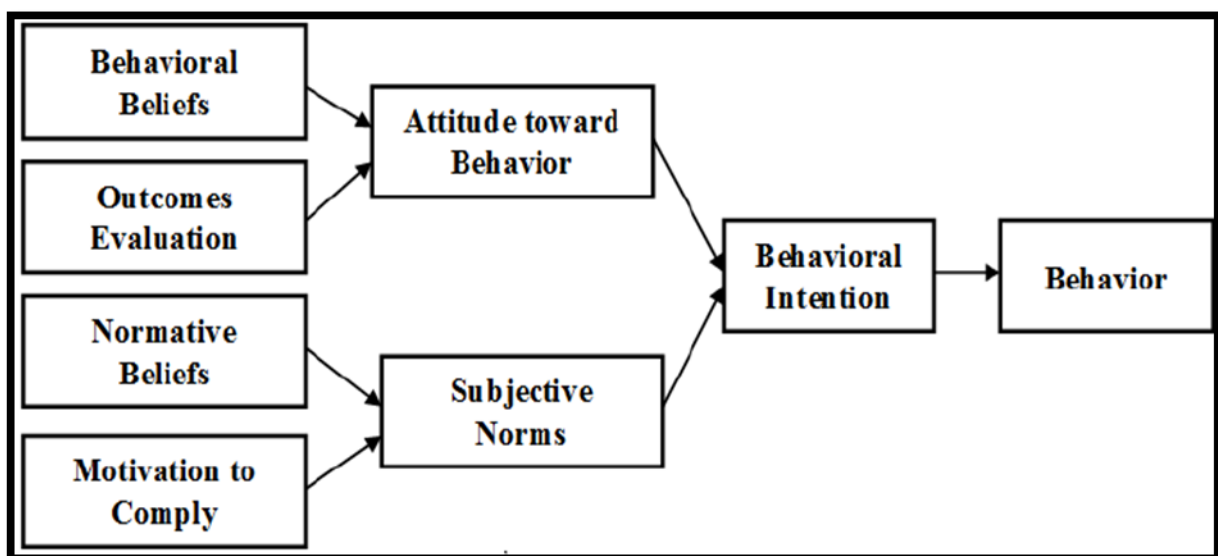 Behavioral
Beliefs
Outcomes
Evaluation
Normative
Beliefs
Motivation to
Comply
Attitude toward
Behavior
Subjective
Norms
Behavioral
Intention
Behavior